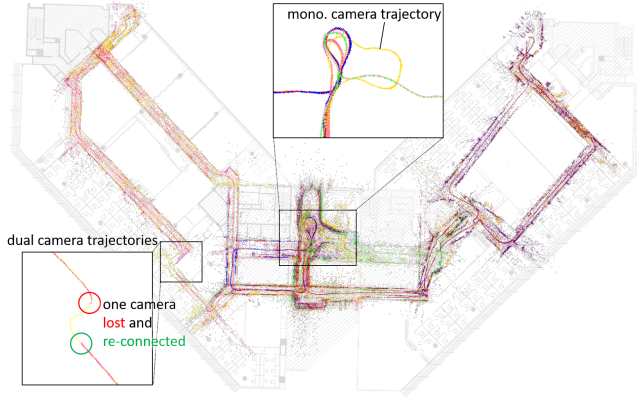 mono. camera trajectory
dual camera trajectories
one camera
lost and
re-connected